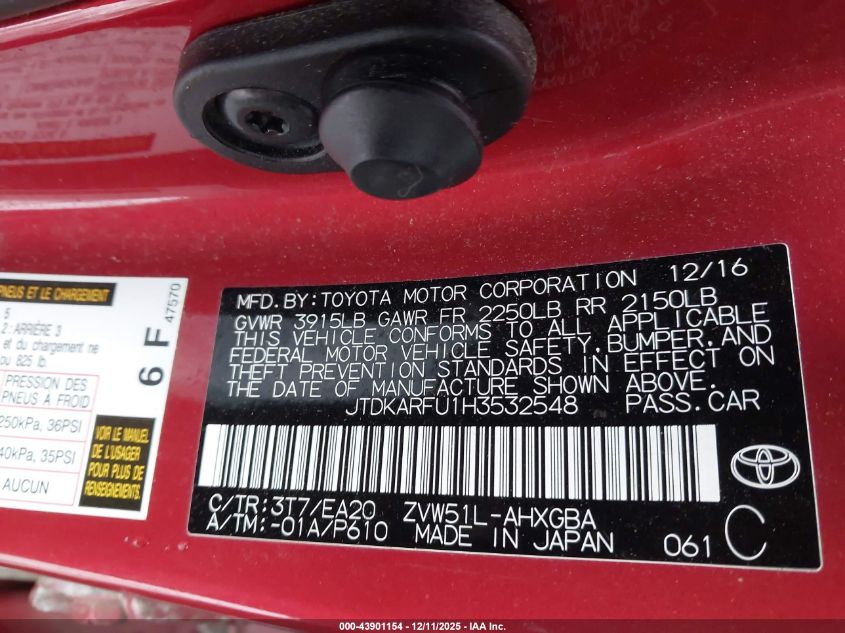 PNEUS ET LE CHARGEMENT
5
2 : ARRIÈRE 3
et du chargement ne
ou 825 lb.
PRESSION DES
PNEUS À FROID
250kPa, 36PSI
40kPa, 35PSI
AUCUN
VOIR LE MANUEL
DE L'USAGER
POUR PLUS DE
RENSEIGNEMENTS.
6 F
47570
MFD. BY: TOYOTA MOTOR CORPORATION 12/16
GVWR 3915LB GAWR FR 2250LB RR 2150LB
THIS VEHICLE CONFORMS TO ALL APPLICABLE
FEDERAL MOTOR VEHICLE SAFETY, BUMPER, AND
THEFT PREVENTION STANDARDS IN EFFECT ON
THE DATE OF MANUFACTURE SHOWN ABOVE.
JTDKARFU1H3532548 PASS.CAR
C/TR: 3T7/EA20 ZVW51L-AHXGBA
A/TM: -01A/P610 MADE IN JAPAN 061 C
TOYOTA
000-43901154 - 12/11/2025 - IAA Inc.